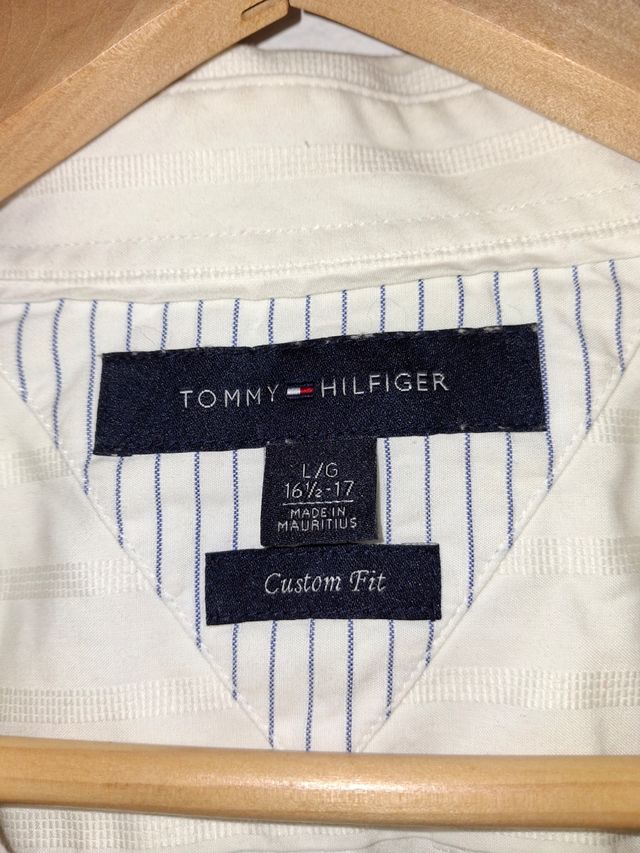 TOMMY HILFIGER
L/G
16½-17
MADE IN
MAURITIUS
Custom Fit